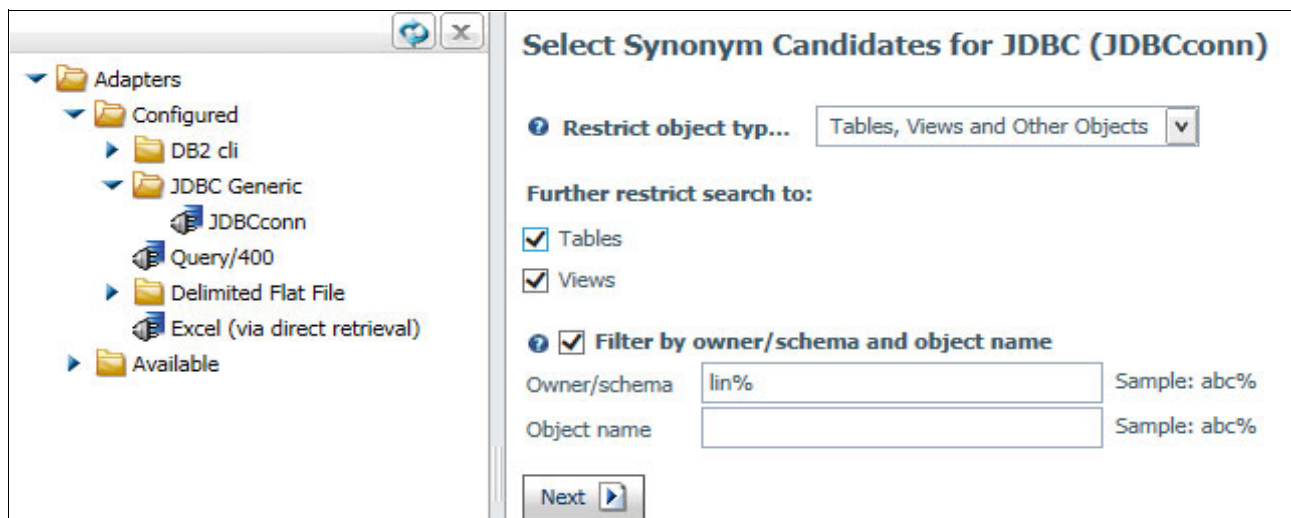 Adapters
Configured
DB2 cli
JDBC Generic
JDBCconn
Query/400
Delimited Flat File
Excel (via direct retrieval)
Available
Select Synonym Candidates for JDBC (JDBCconn)
Restrict object typ... Tables, Views and Other Objects
Further restrict search to:
Tables
Views
Filter by owner/schema and object name
Owner/schema lin% Sample: abc%
Object name Sample: abc%
Next